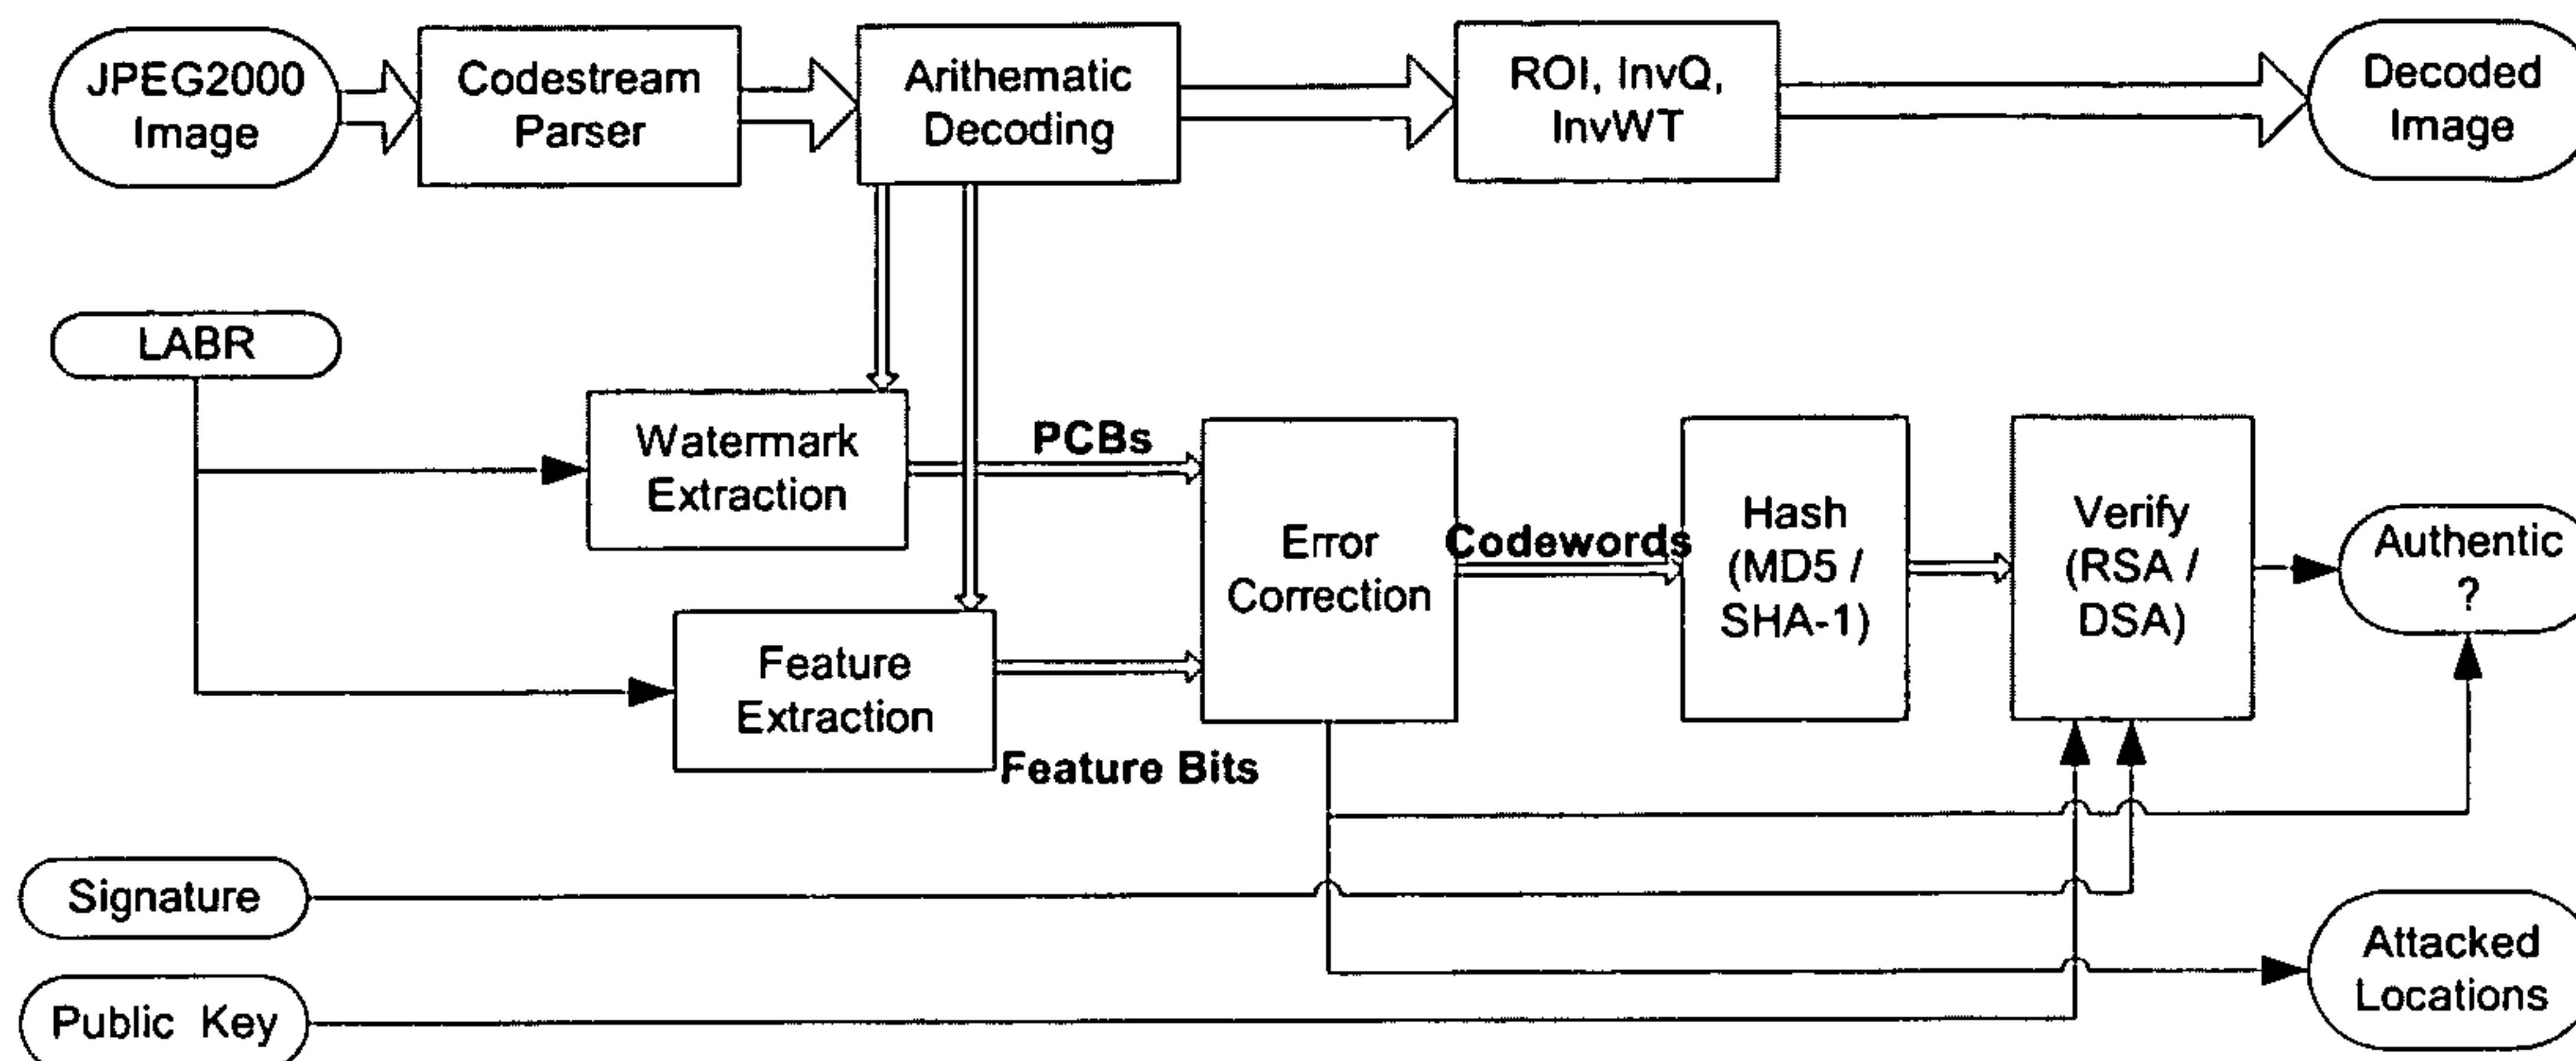 JPEG2000
Image
Codestream
Parser
Arithematic
Decoding
ROI, InvQ,
InvWT
Decoded
Image
LABR
Watermark
Extraction
PCBs
Feature
Extraction
Feature Bits
Error
Correction
Codewords
Hash
(MD5 /
SHA-1)
Verify
(RSA /
DSA)
Authentic
?
Signature
Public Key
Attacked
Locations